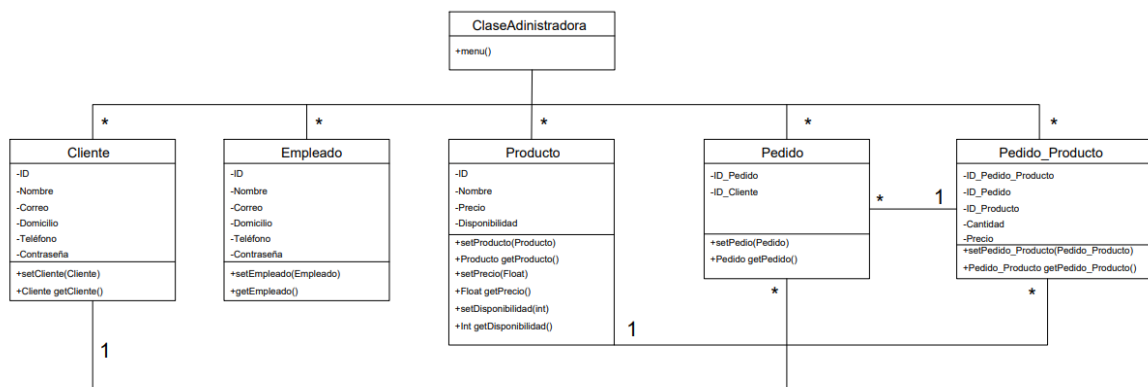 ClaseAdinistradora
+menu()
*
*
*
*
*
Cliente
-ID
-Nombre
-Correo
-Domicilio
-Teléfono
-Contraseña
+setCliente(Cliente)
+Cliente getCliente()
1
Empleado
-ID
-Nombre
-Correo
-Domicilio
-Teléfono
-Contraseña
+setEmpleado(Empleado)
+getEmpleado()
Producto
-ID
-Nombre
-Precio
-Disponibilidad
+setProducto(Producto)
+Producto getProducto()
+setPrecio(Float)
+Float getPrecio()
+setDisponibilidad(int)
+Int getDisponibilidad()
1
Pedido
-ID_Pedido
-ID_Cliente
+setPedio(Pedido)
+Pedido getPedido()
*
*
1
Pedido_Producto
-ID_Pedido_Producto
-ID_Pedido
-ID_Producto
-Cantidad
-Precio
+setPedido_Producto(Pedido_Producto)
+Pedido_Producto getPedido_Producto()
*